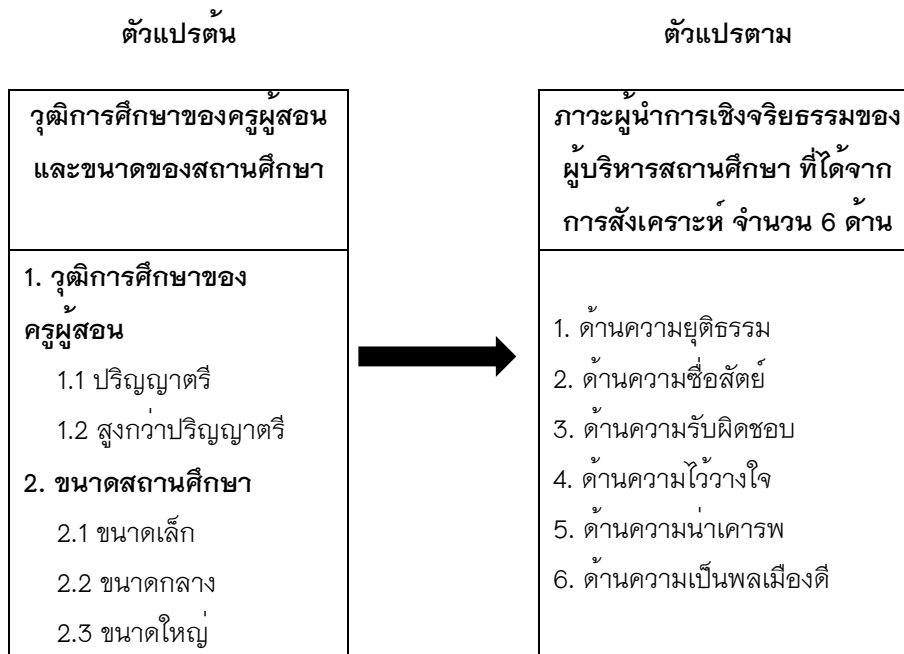 ตัวแปรต้น
ตัวแปรตาม
วุฒิการศึกษาของครูผู้สอน
และขนาดของสถานศึกษา
1. วุฒิการศึกษาของ
ครูผู้สอน
1.1 ปริญญาตรี
1.2 สูงกว่าปริญญาตรี
2. ขนาดสถานศึกษา
2.1 ขนาดเล็ก
2.2 ขนาดกลาง
2.3 ขนาดใหญ่
ภาวะผู้นำการเชิงจริยธรรมของ
ผู้บริหารสถานศึกษา ที่ได้จาก
การสังเคราะห์ จำนวน 6 ด้าน
1. ด้านความยุติธรรม
2. ด้านความซื่อสัตย์
3. ด้านความรับผิดชอบ
4. ด้านความไว้วางใจ
5. ด้านความน่าเคารพ
6. ด้านความเป็นพลเมืองดี